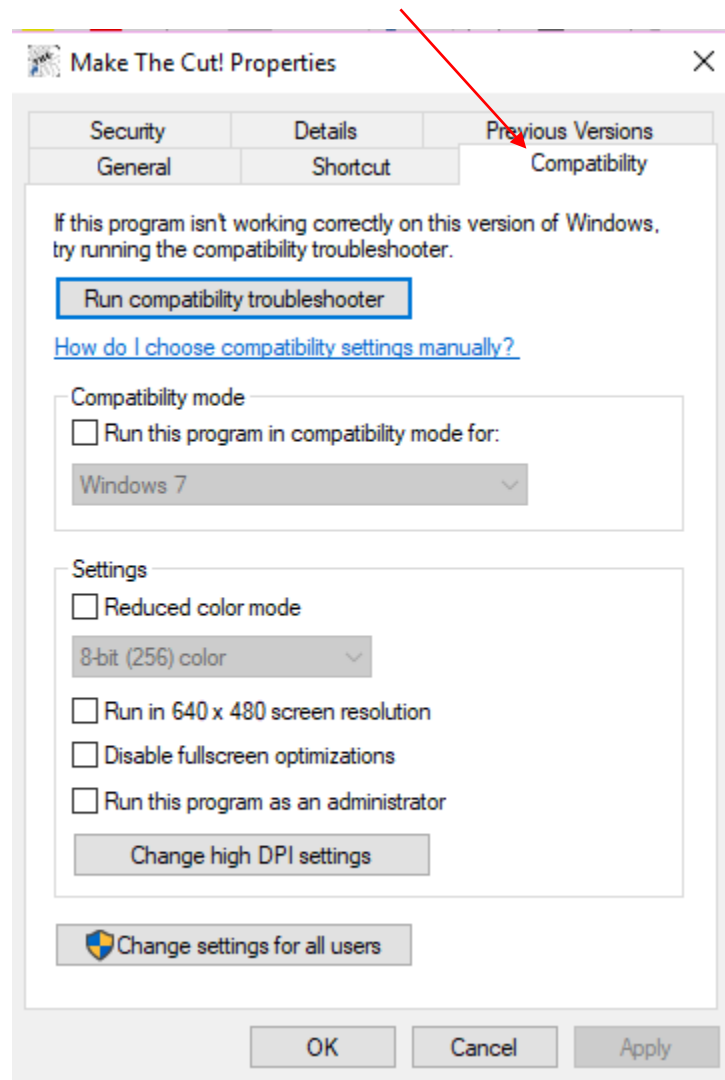 Make The Cut! Properties
Security Details Previous Versions
General Shortcut Compatibility
If this program isn't working correctly on this version of Windows,
try running the compatibility troubleshooter.
Run compatibility troubleshooter
How do I choose compatibility settings manually?
Compatibility mode
Run this program in compatibility mode for:
Windows 7
Settings
Reduced color mode
8-bit (256) color
Run in 640 x 480 screen resolution
Disable fullscreen optimizations
Run this program as an administrator
Change high DPI settings
Change settings for all users
OK Cancel Apply